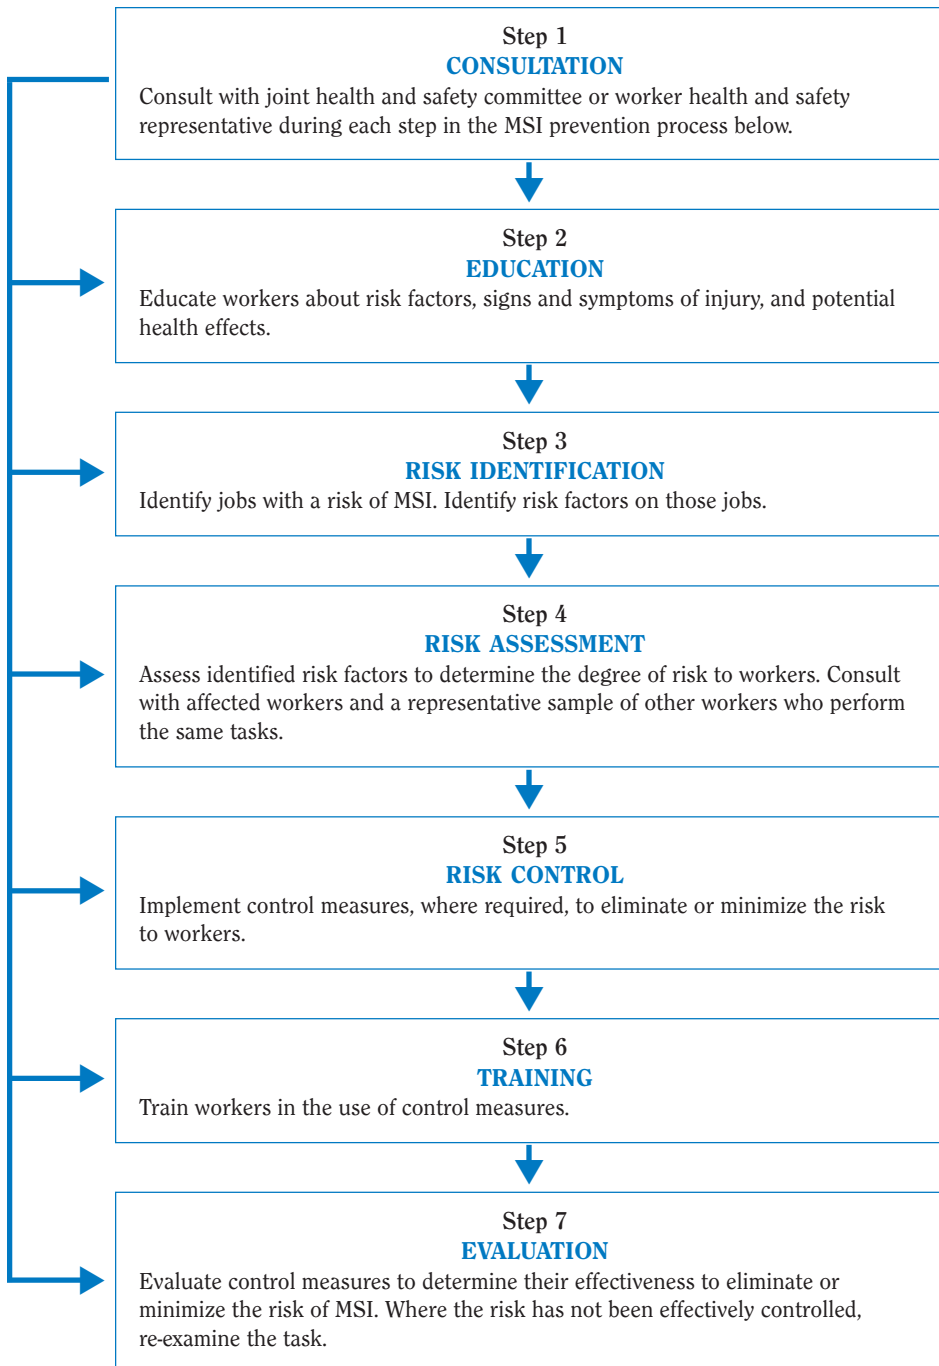 Step 1
CONSULTATION
Consult with joint health and safety committee or worker health and safety
representative during each step in the MSI prevention process below.
Step 2
EDUCATION
Educate workers about risk factors, signs and symptoms of injury, and potential
health effects.
Step 3
RISK IDENTIFICATION
Identify jobs with a risk of MSI. Identify risk factors on those jobs.
Step 4
RISK ASSESSMENT
Assess identified risk factors to determine the degree of risk to workers. Consult
with affected workers and a representative sample of other workers who perform
the same tasks.
Step 5
RISK CONTROL
Implement control measures, where required, to eliminate or minimize the risk
to workers.
Step 6
TRAINING
Train workers in the use of control measures.
Step 7
EVALUATION
Evaluate control measures to determine their effectiveness to eliminate or
minimize the risk of MSI. Where the risk has not been effectively controlled,
re-examine the task.